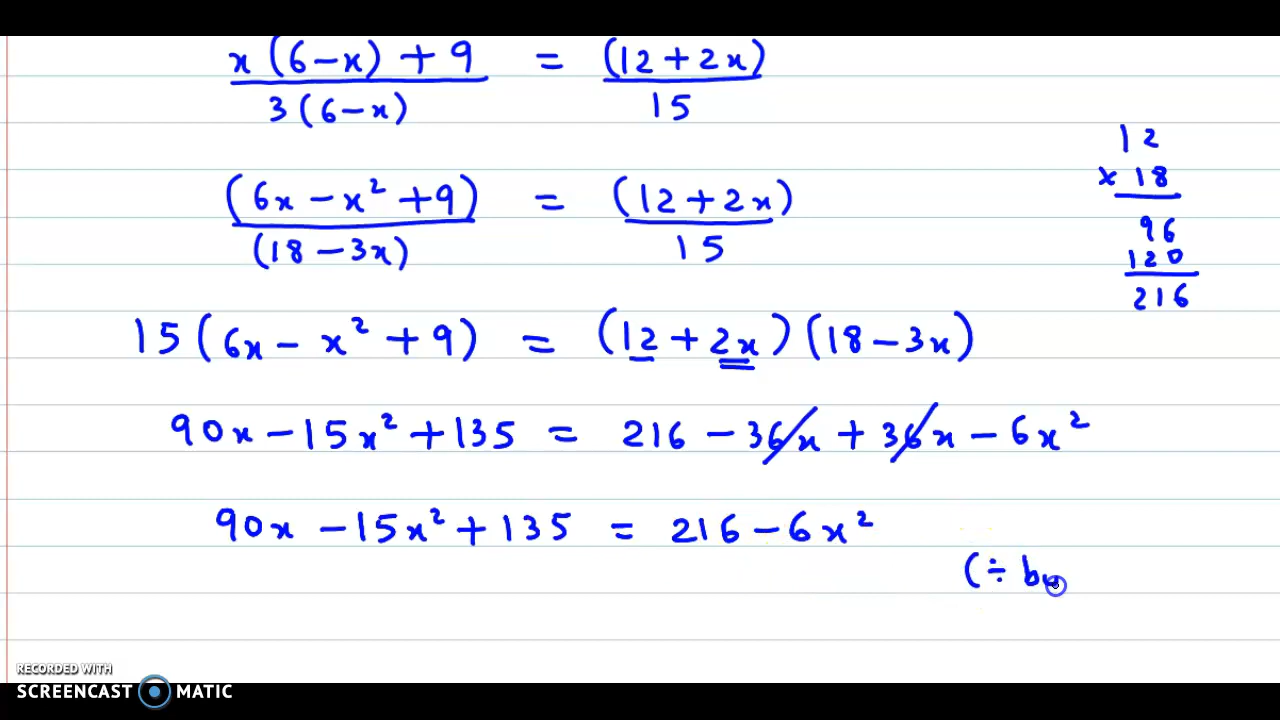 x(6-x)+9 / 3(6-x) = (12+2x) / 15
12
× 18
96
120
216
(6x-x²+9) / (18-3x) = (12+2x) / 15
15(6x-x²+9) = (12+2x)(18-3x)
90x-15x²+135 = 216-36x+36x-6x²
90x-15x²+135 = 216-6x²
(÷ by
RECORDED WITH
SCREENCAST MATIC